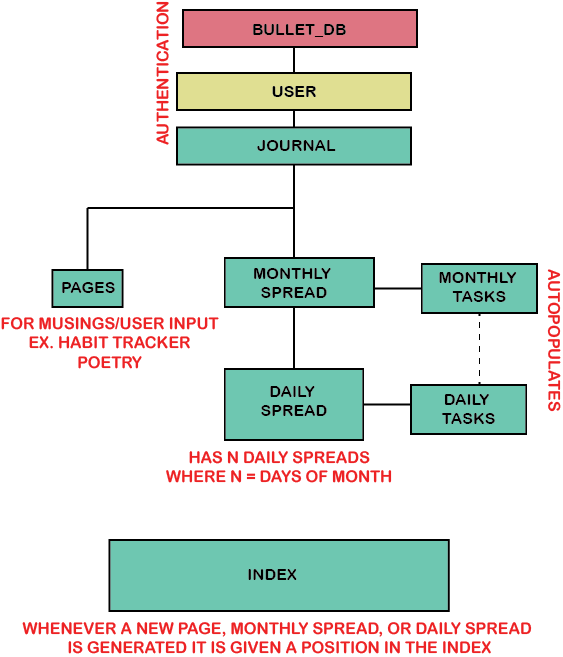 AUTHENTICATION
BULLET_DB
USER
JOURNAL
PAGES
FOR MUSINGS/USER INPUT
EX. HABIT TRACKER
POETRY
MONTHLY
SPREAD
MONTHLY
TASKS
AUTOPOPULATES
DAILY
SPREAD
DAILY
TASKS
HAS N DAILY SPREADS
WHERE N = DAYS OF MONTH
INDEX
WHENEVER A NEW PAGE, MONTHLY SPREAD, OR DAILY SPREAD
IS GENERATED IT IS GIVEN A POSITION IN THE INDEX